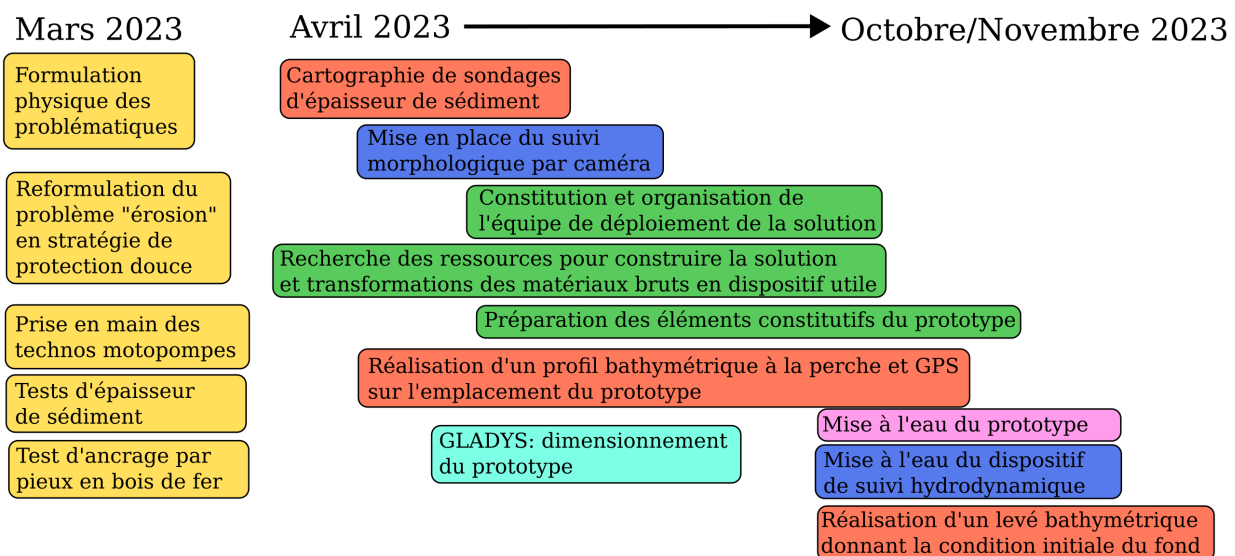 Mars 2023
Avril 2023
Octobre/Novembre 2023
Formulation
physique des
problématiques
Reformulation du
problème "érosion"
en stratégie de
protection douce
Prise en main des
technos motopompes
Tests d'épaisseur
de sédiment
Test d'ancrage par
pieux en bois de fer
Cartographie de sondages
d'épaisseur de sédiment
Mise en place du suivi
morphologique par caméra
Constitution et organisation de
l'équipe de déploiement de la solution
Recherche des ressources pour construire la solution
et transformations des matériaux bruts en dispositif utile
Préparation des éléments constitutifs du prototype
Réalisation d'un profil bathymétrique à la perche et GPS
sur l'emplacement du prototype
GLADYS: dimensionnement
du prototype
Mise à l'eau du prototype
Mise à l'eau du dispositif
de suivi hydrodynamique
Réalisation d'un levé bathymétrique
donnant la condition initiale du fond